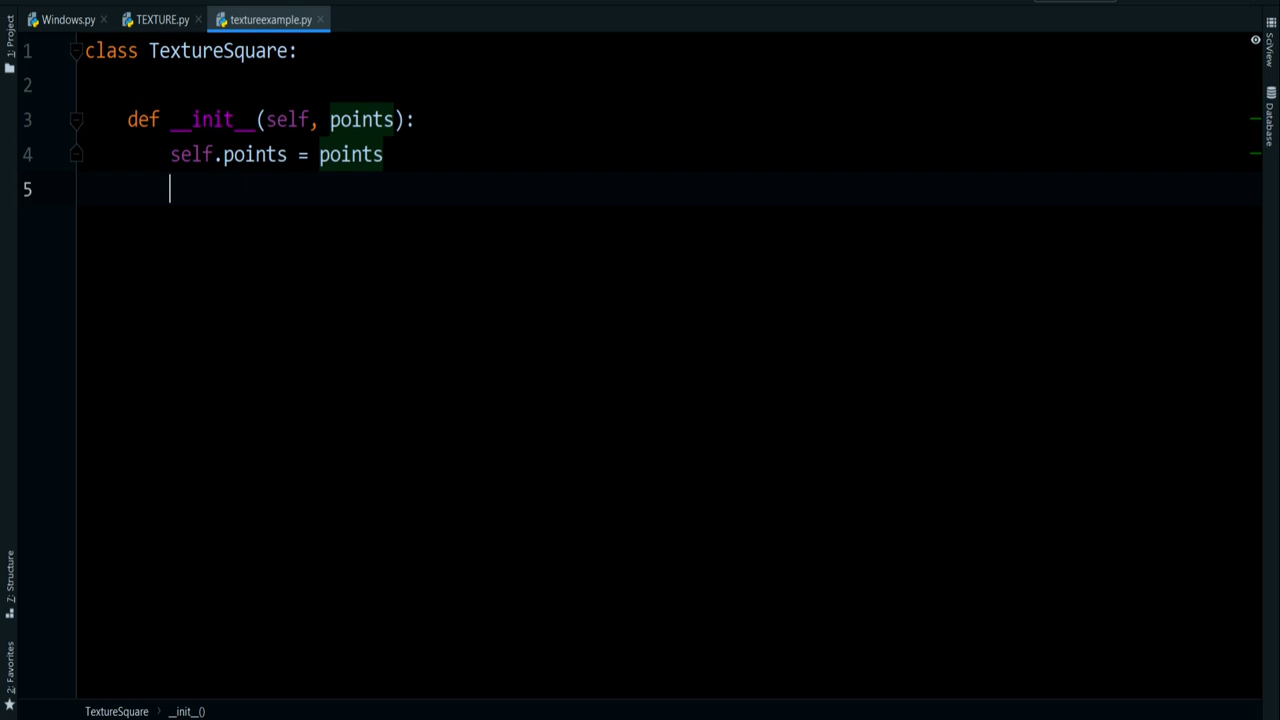 Windows.py
TEXTURE.py
textureexample.py
1: Project
SciView
Database
1 class TextureSquare:
2
3 def __init__(self, points):
4 self.points = points
5
Z: Structure
2: Favorites
TextureSquare
__init__()